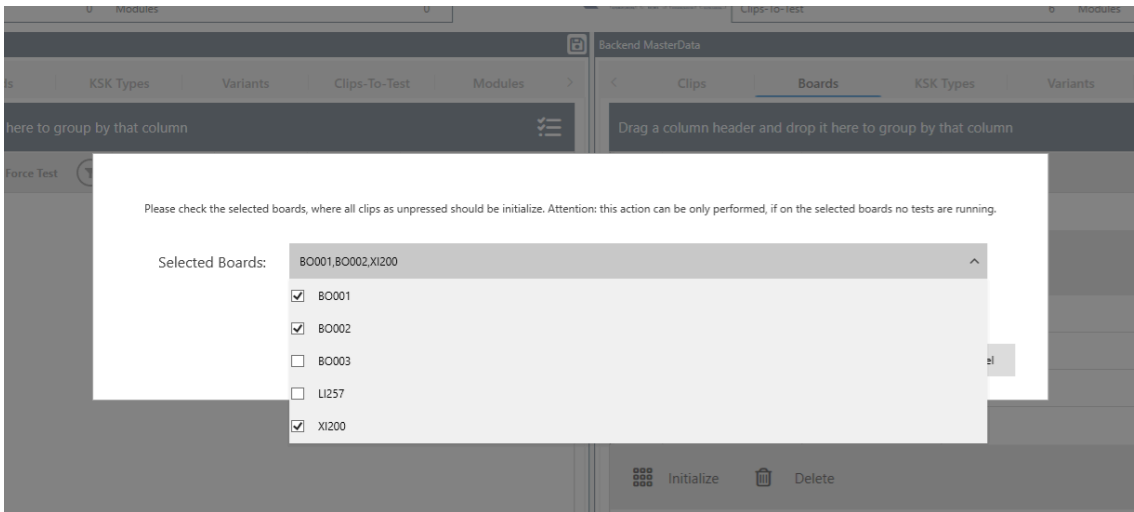 0 Modules 0
Clips-To-Test 6 Modules
Backend MasterData
KSK Types Variants Clips-To-Test Modules
Clips Boards KSK Types Variants
here to group by that column
Drag a column header and drop it here to group by that column
Force Test
Please check the selected boards, where all clips as unpressed should be initialize. Attention: this action can be only performed, if on the selected boards no tests are running.
Selected Boards: BO001,BO002,XI200
BO001
BO002
BO003
LI257
XI200
Initialize Delete